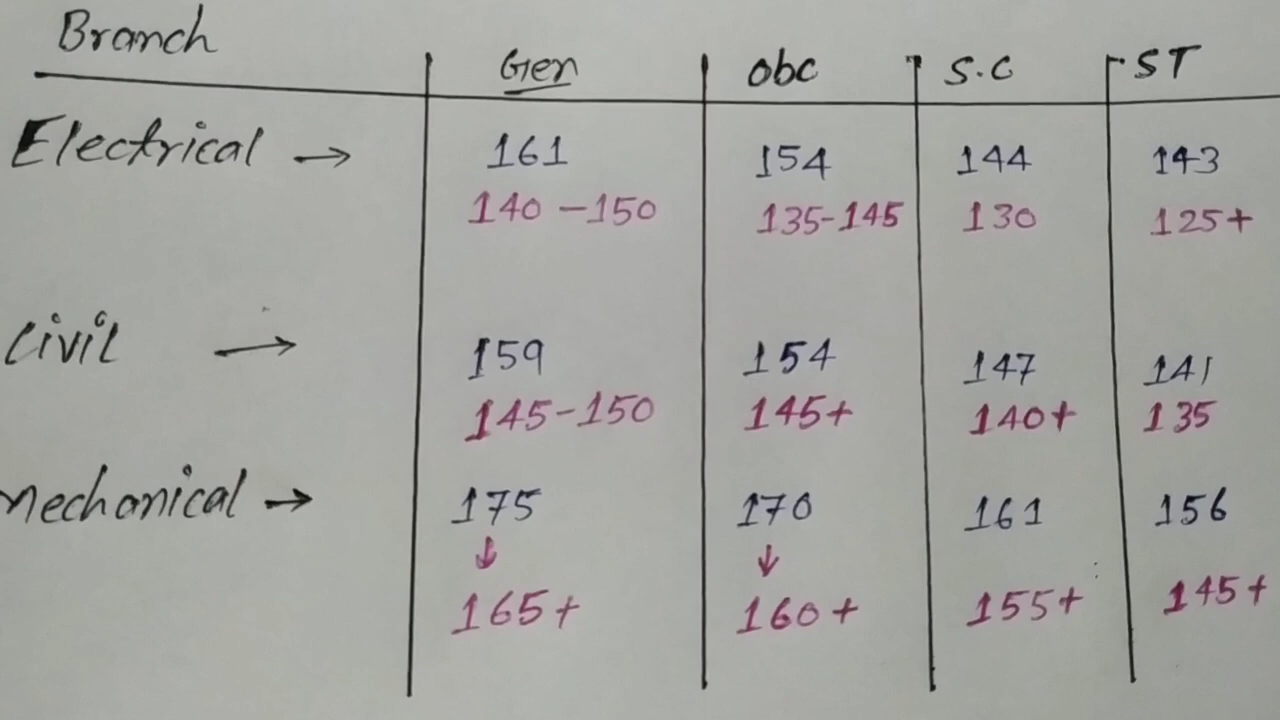 Branch Gen Obc S.C ST
Electrical → 161 154 144 143
140-150 135-145 130 125+
Civil → 159 154 147 141
145-150 145+ 140+ 135
Mechanical → 175 170 161 156
↓ ↓
165+ 160+ 155+ 145+